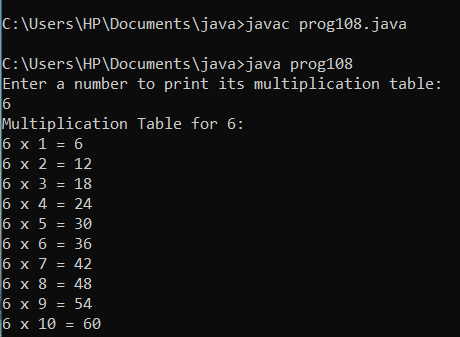 C:\Users\HP\Documents\java>javac prog108.java
C:\Users\HP\Documents\java>java prog108
Enter a number to print its multiplication table:
6
Multiplication Table for 6:
6 x 1 = 6
6 x 2 = 12
6 x 3 = 18
6 x 4 = 24
6 x 5 = 30
6 x 6 = 36
6 x 7 = 42
6 x 8 = 48
6 x 9 = 54
6 x 10 = 60